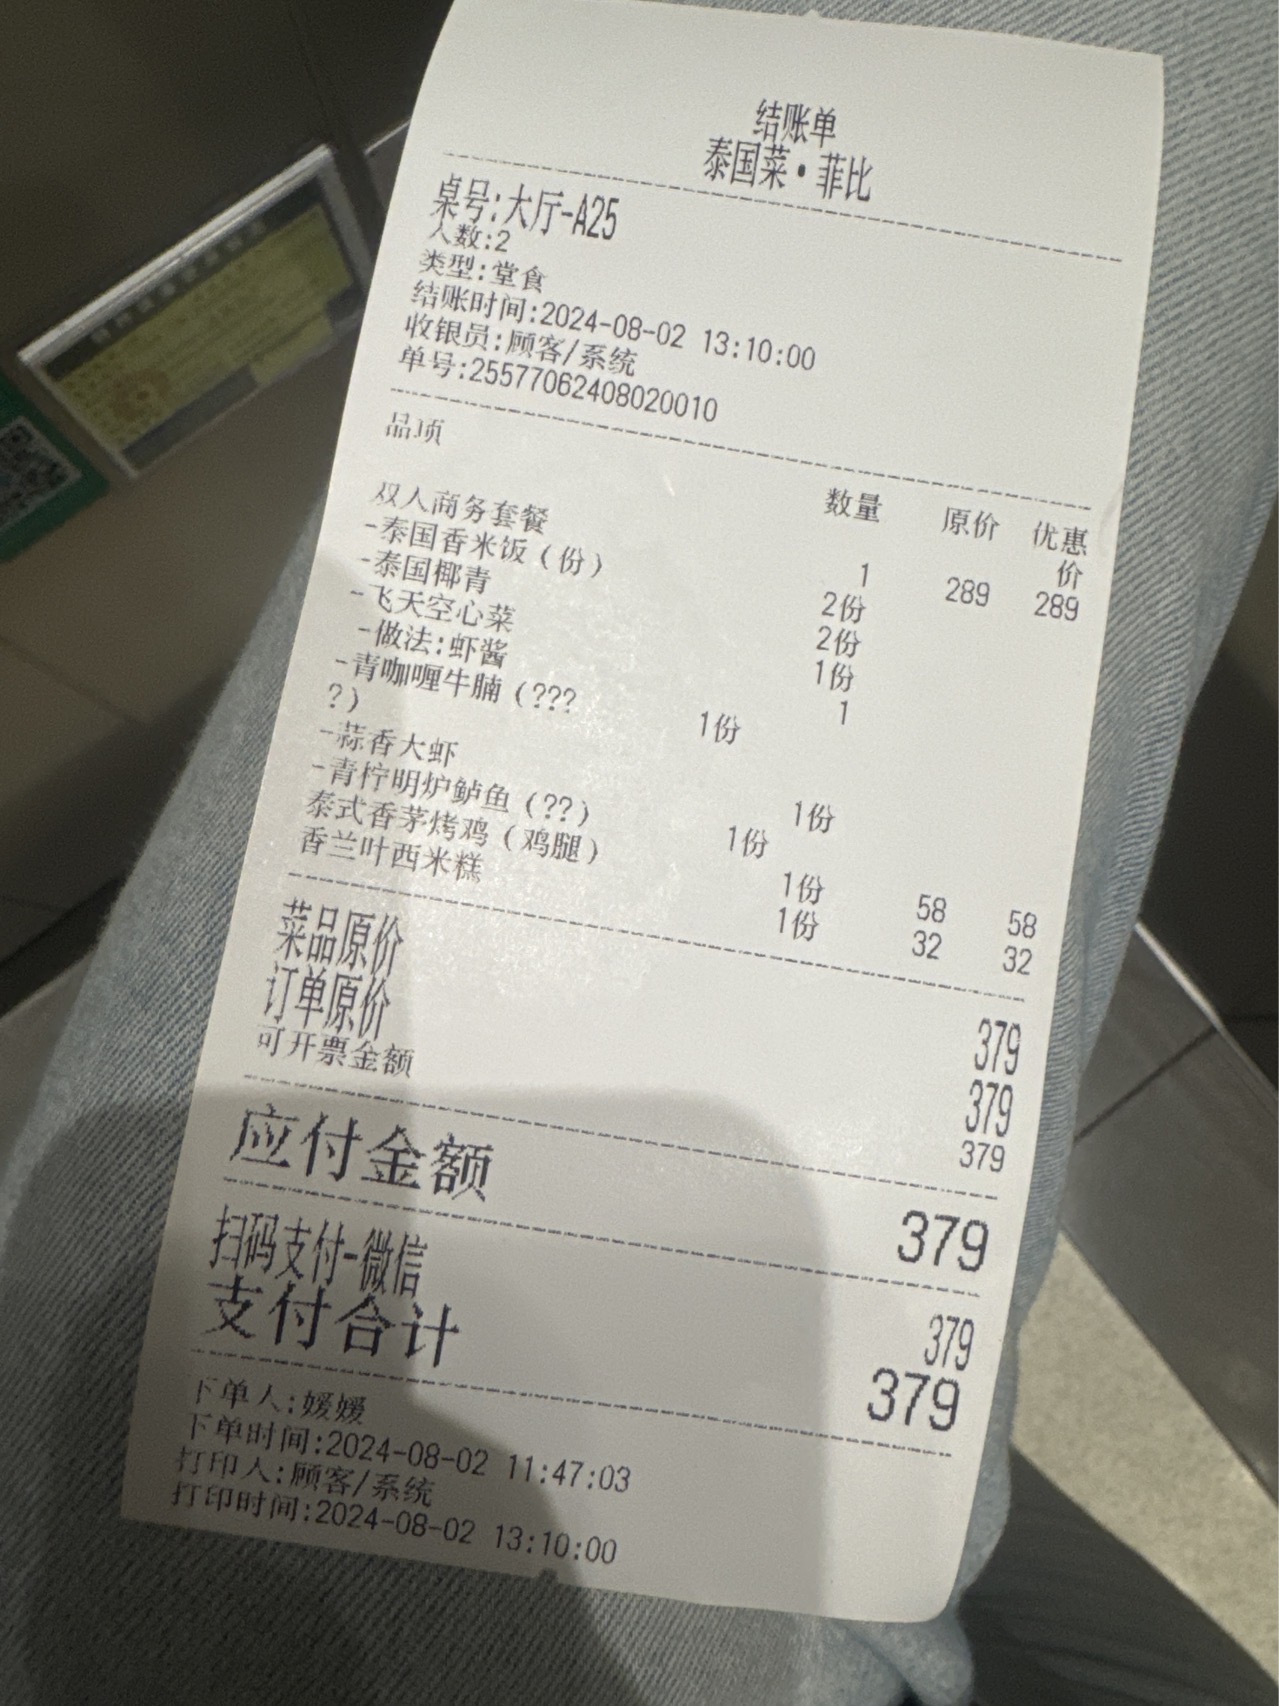 结账单
泰国菜·菲比
桌号:大厅-A25
人数:2
类型:堂食
结账时间:2024-08-02 13:10:00
收银员:顾客/系统
单号:25577062408020010
品项 数量 原价 优惠
价
双人商务套餐 1 289 289
-泰国香米饭(份) 2份
-泰国椰青 2份
-飞天空心菜 1份
-做法:虾酱 1
-青咖喱牛腩(??? 1份
?)
-蒜香大虾 1份
-青柠明炉鲈鱼(??) 1份
泰式香茅烤鸡(鸡腿) 1份 58 58
香兰叶西米糕 1份 32 32
菜品原价 379
订单原价 379
可开票金额 379
应付金额 379
扫码支付-微信 379
支付合计 379
下单人:媛媛
下单时间:2024-08-02 11:47:03
打印人:顾客/系统
打印时间:2024-08-02 13:10:00